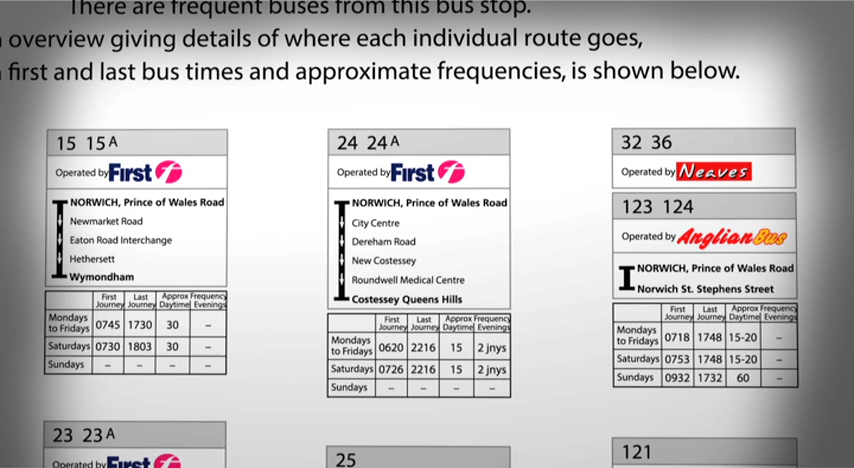 There are frequent buses from this bus stop.
overview giving details of where each individual route goes,
first and last bus times and approximate frequencies, is shown below.
15 15A
Operated by First
NORWICH, Prince of Wales Road
Newmarket Road
Eaton Road Interchange
Hethersett
Wymondham
First Journey Last Journey Approx Frequency Daytime Evenings
Mondays to Fridays 0745 1730 30 –
Saturdays 0730 1803 30 –
Sundays – – – –
23 23A
Operated by First
24 24A
Operated by First
NORWICH, Prince of Wales Road
City Centre
Dereham Road
New Costessey
Roundwell Medical Centre
Costessey Queens Hills
First Journey Last Journey Approx Frequency Daytime Evenings
Mondays to Fridays 0620 2216 15 2 jnys
Saturdays 0726 2216 15 2 jnys
Sundays – – – –
25
32 36
Operated by Neaves
123 124
Operated by AnglianBus
NORWICH, Prince of Wales Road
Norwich St. Stephens Street
First Journey Last Journey Approx Frequency Daytime Evenings
Mondays to Fridays 0718 1748 15-20 –
Saturdays 0753 1748 15-20 –
Sundays 0932 1732 60 –
121